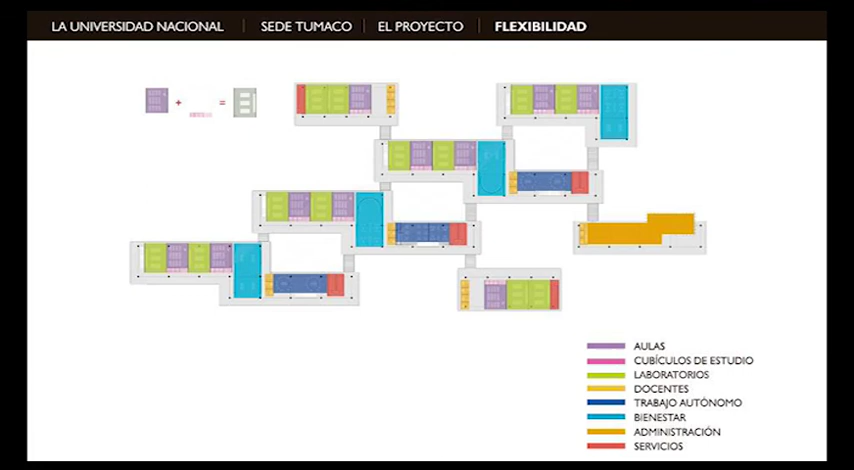 LA UNIVERSIDAD NACIONAL | SEDE TUMACO | EL PROYECTO | FLEXIBILIDAD
+ =
AULAS
CUBÍCULOS DE ESTUDIO
LABORATORIOS
DOCENTES
TRABAJO AUTÓNOMO
BIENESTAR
ADMINISTRACIÓN
SERVICIOS